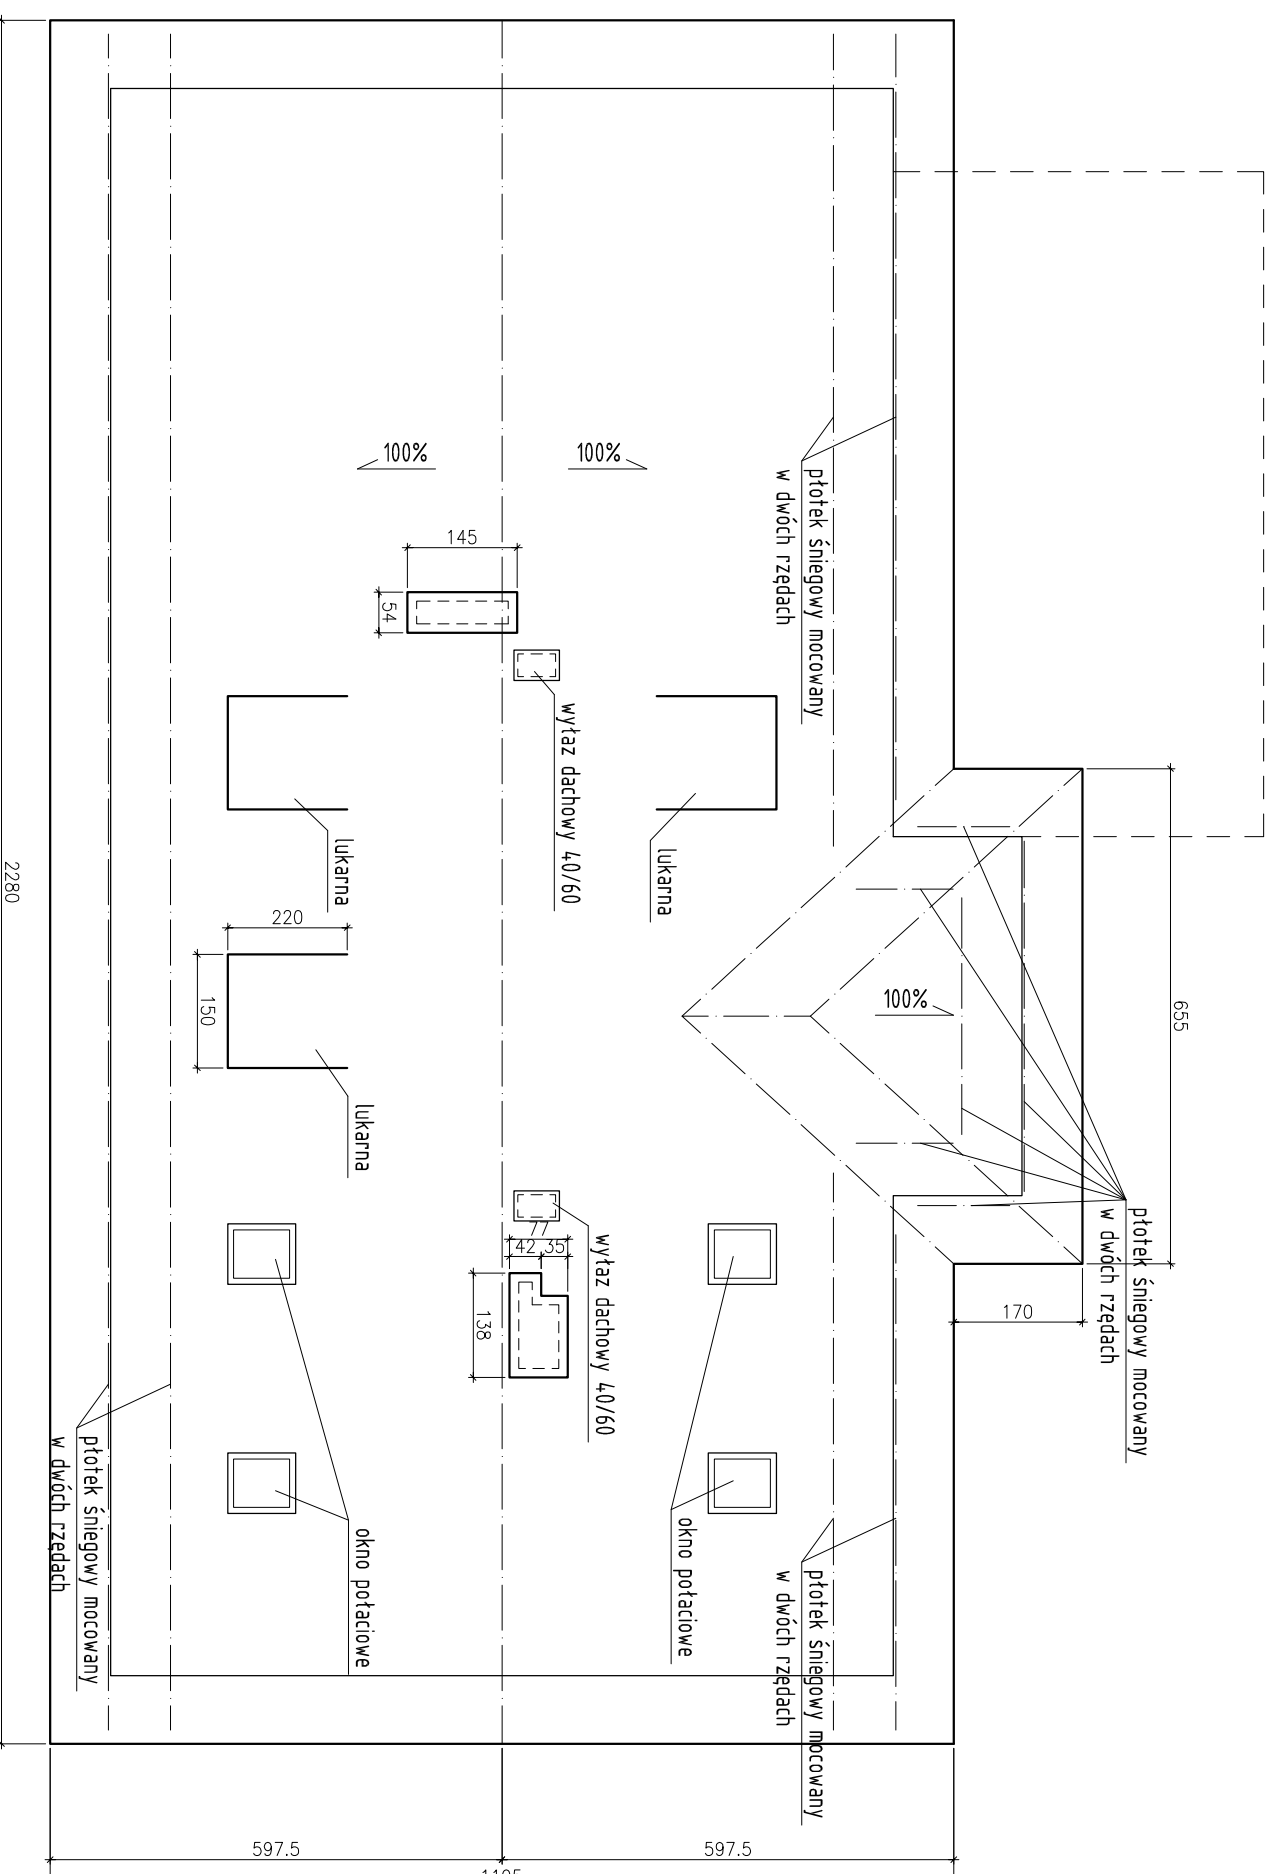 100%
100%
płotek śniegowy mocowany
w dwóch rzędach
145
54
wyłaz dachowy 40/60
lukarna
lukarna
2280
220
150
lukarna
100%
655
płotek śniegowy mocowany
w dwóch rzędach
170
77
42
35
138
wyłaz dachowy 40/60
okno połaciowe
okno połaciowe
płotek śniegowy mocowany
w dwóch rzędach
płotek śniegowy mocowany
w dwóch rzędach
597.5
597.5